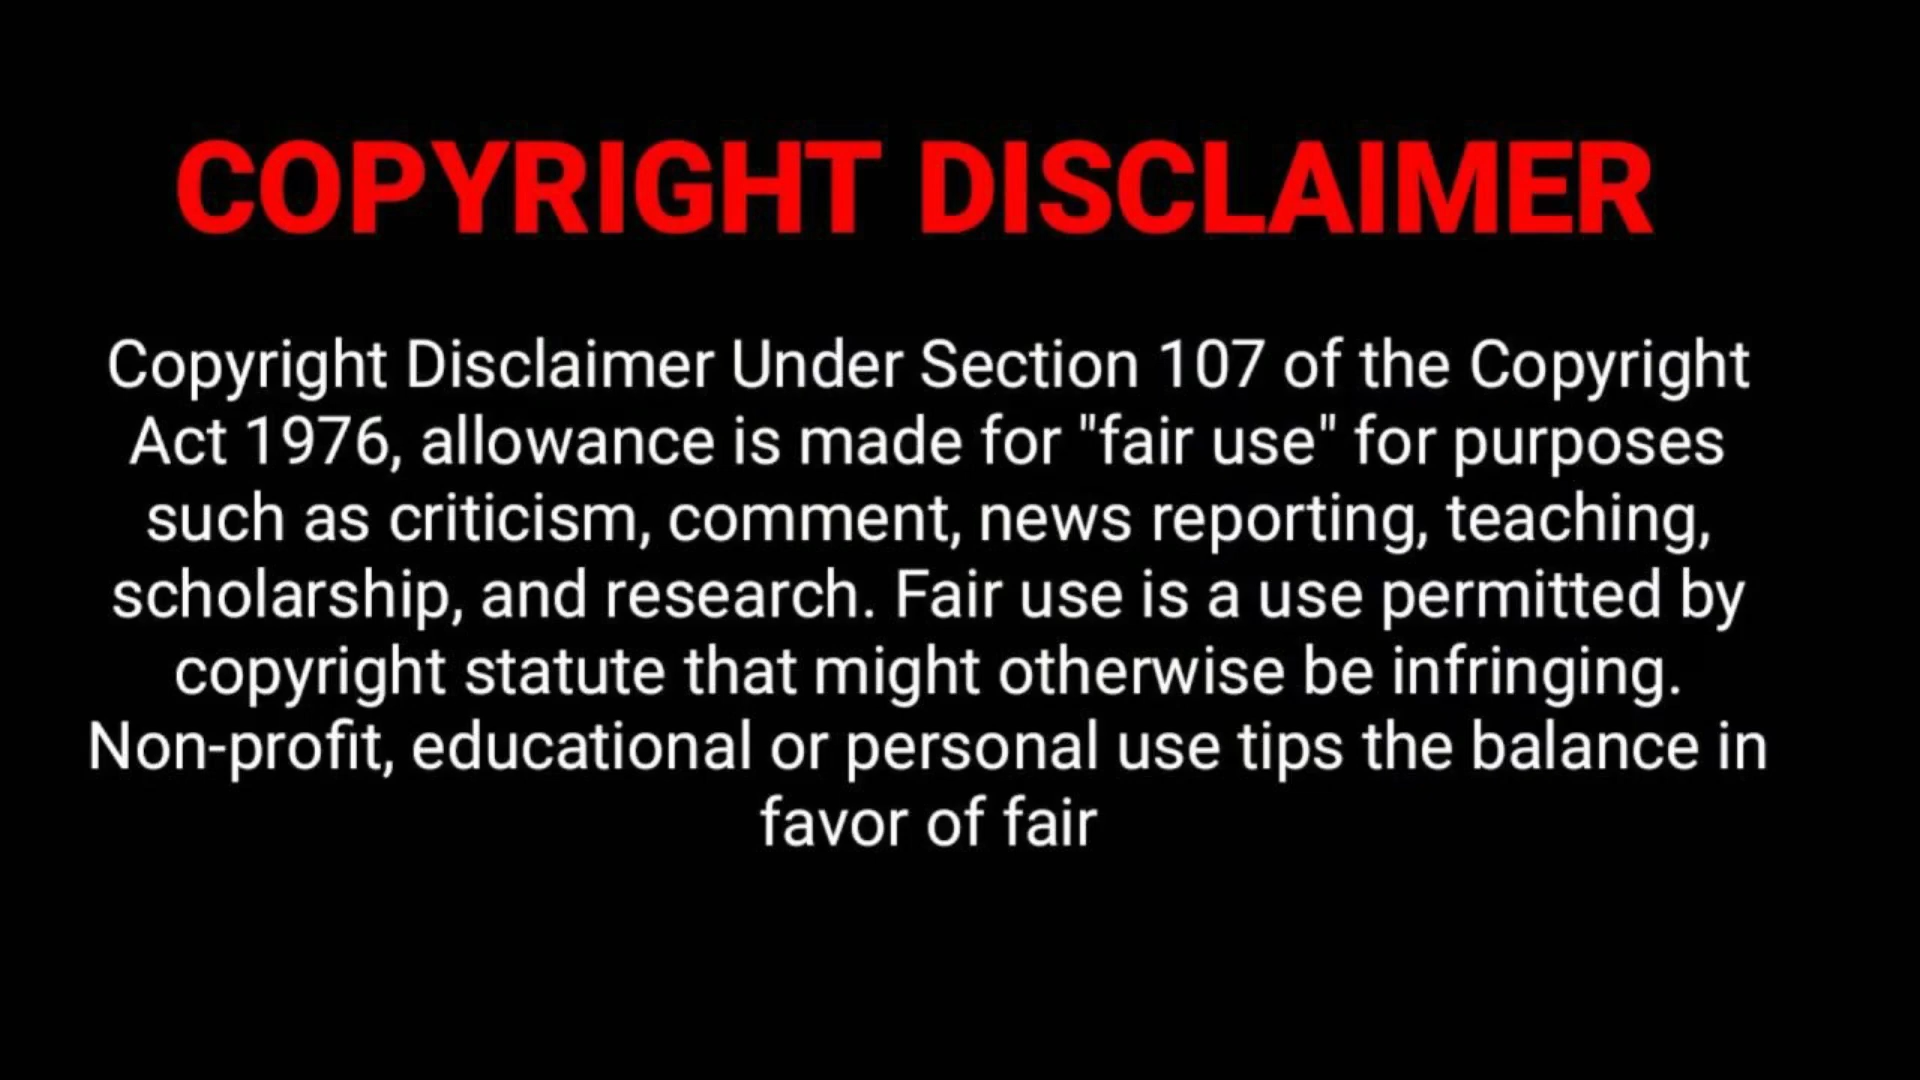 COPYRIGHT DISCLAIMER
Copyright Disclaimer Under Section 107 of the Copyright
Act 1976, allowance is made for "fair use" for purposes
such as criticism, comment, news reporting, teaching,
scholarship, and research. Fair use is a use permitted by
copyright statute that might otherwise be infringing.
Non-profit, educational or personal use tips the balance in
favor of fair